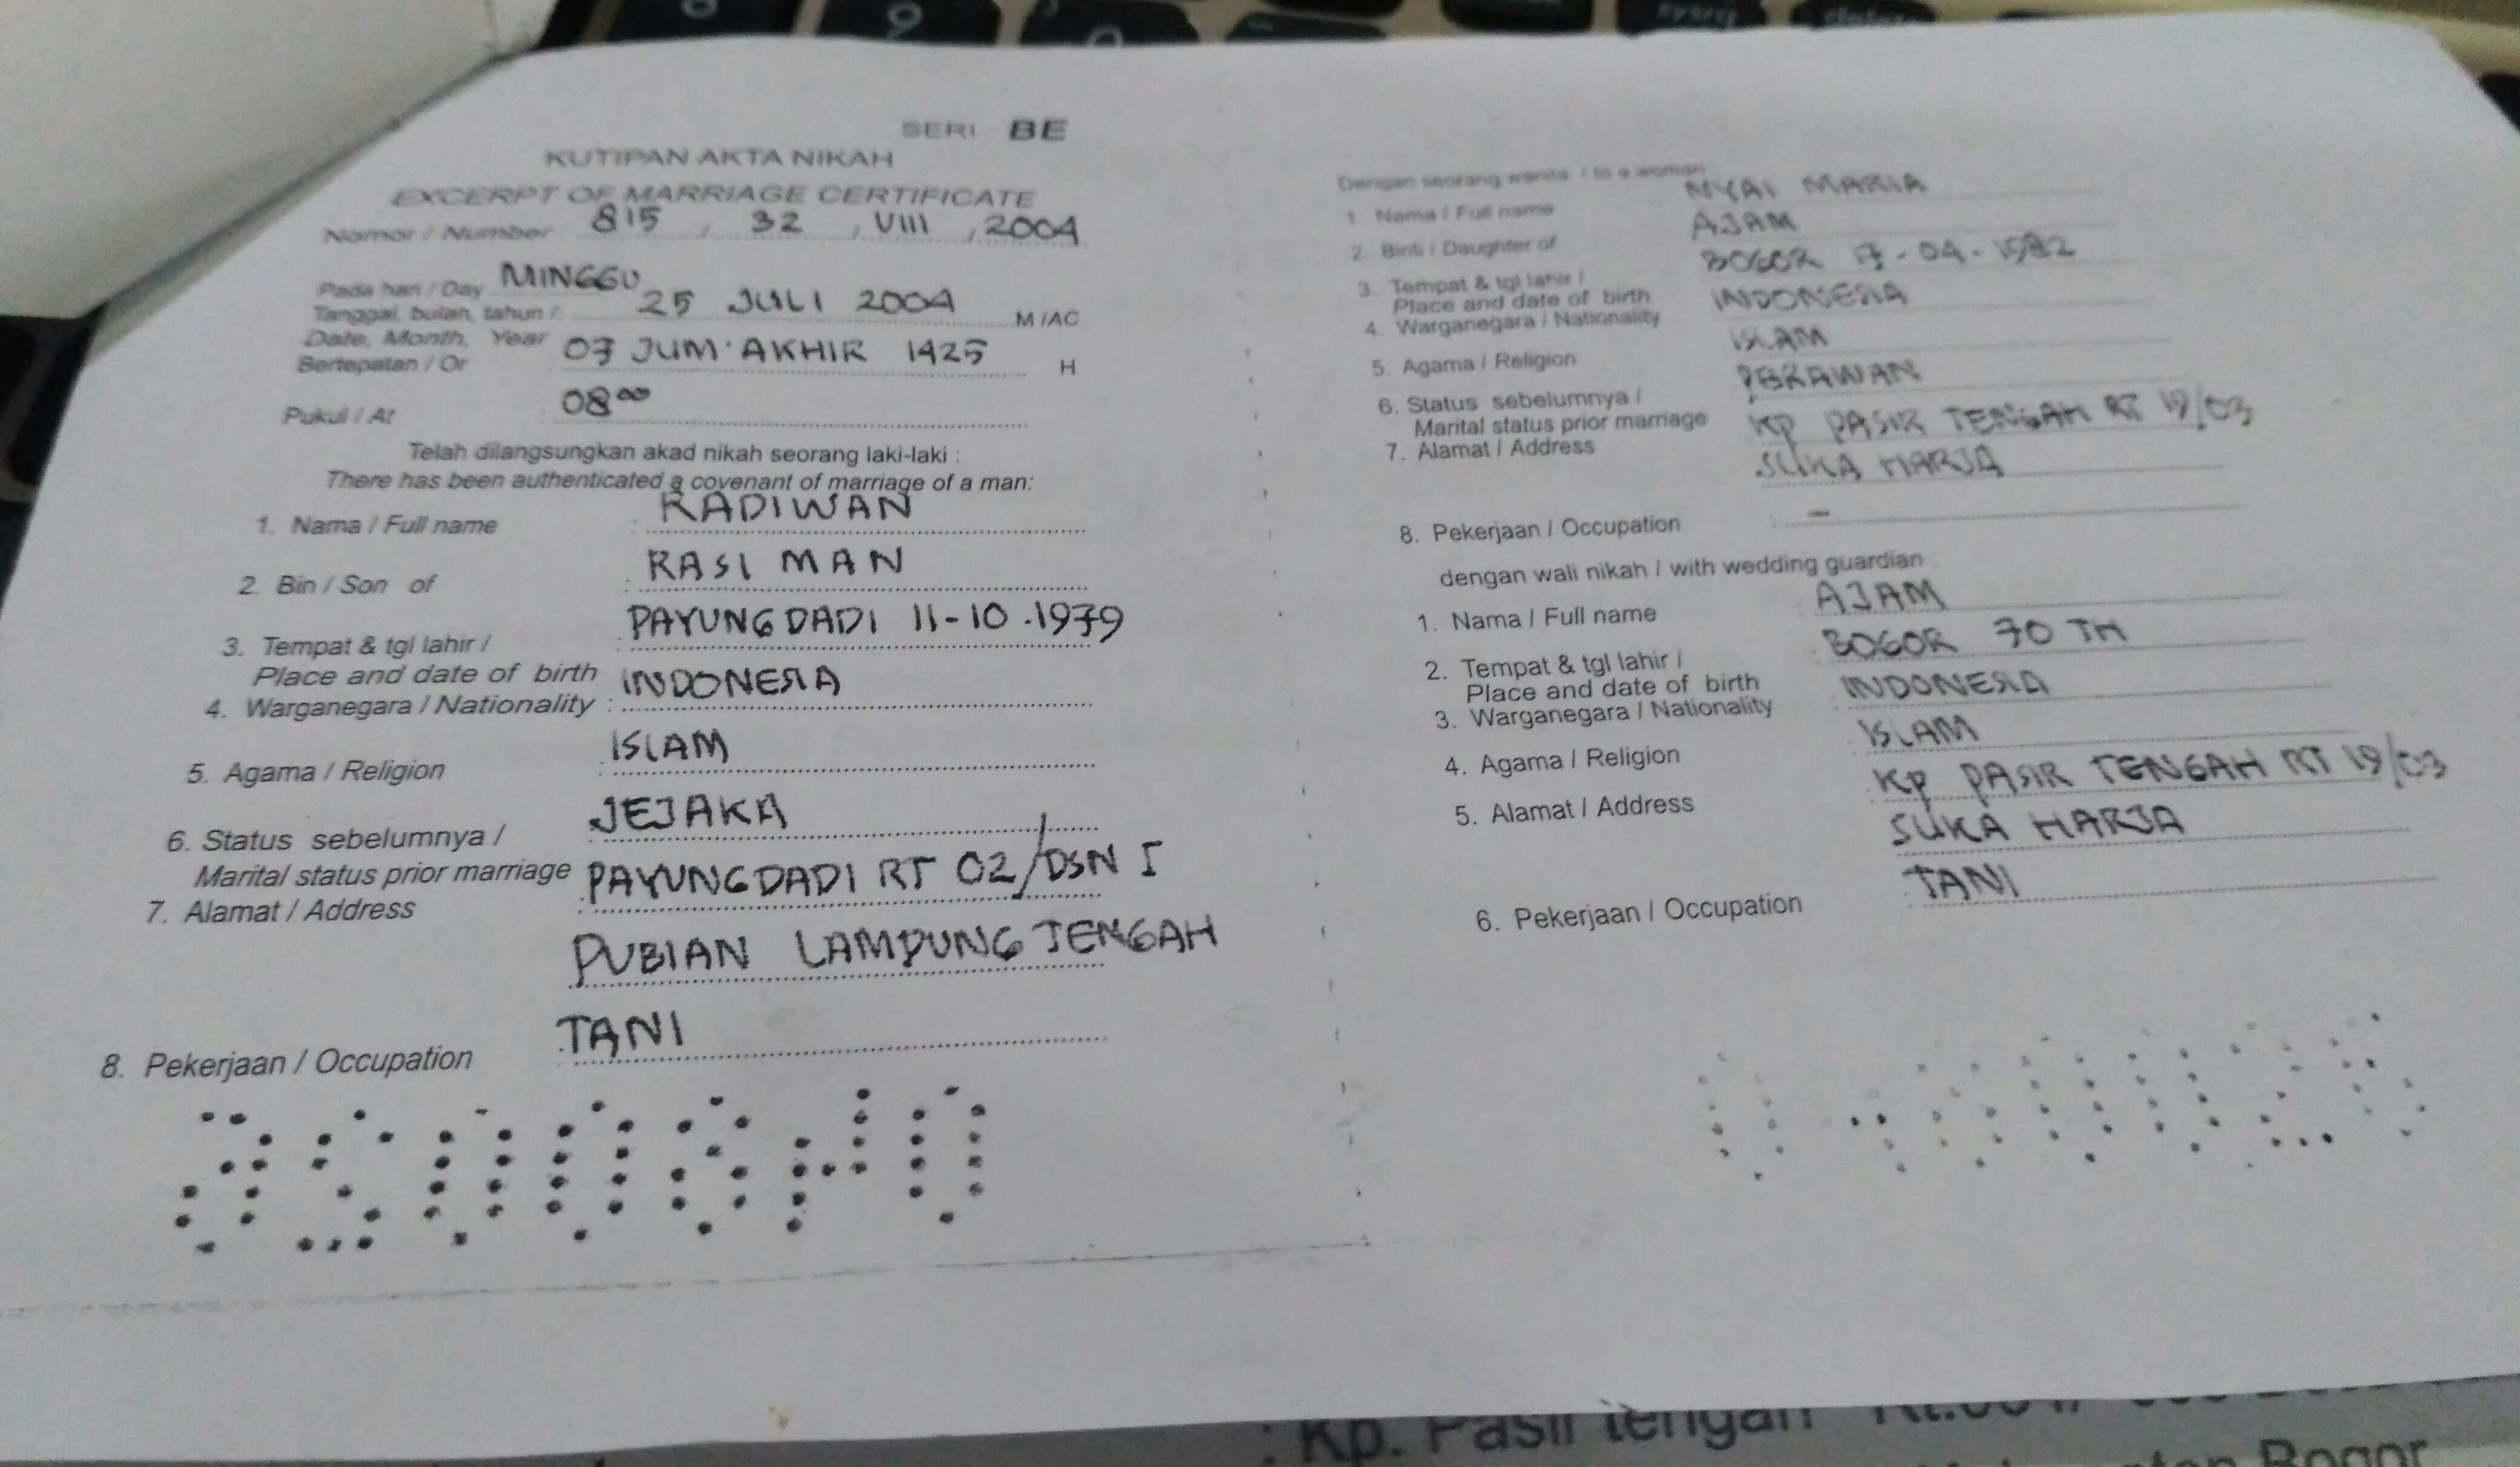 SERI BE
KUTIPAN AKTA NIKAH
EXCERPT OF MARRIAGE CERTIFICATE
Nomor / Number 815 / 32 / VIII / 2004
Pada hari / Day MINGGU
Tanggal, bulan, tahun / 25 JULI 2004 M / AC
Date, Month, Year
Bertepatan / Or 07 JUM. AKHIR 1425 H
Pukul / At 08 00
Telah dilangsungkan akad nikah seorang laki-laki :
There has been authenticated a covenant of marriage of a man:
1. Nama / Full name : RADIWAN
2. Bin / Son of : RASI MAN
3. Tempat & tgl lahir / : PAYUNG DADI 11-10.1979
Place and date of birth
4. Warganegara / Nationality : INDONESIA
5. Agama / Religion : ISLAM
6. Status sebelumnya / : JEJAKA
Marital status prior marriage
7. Alamat / Address : PAYUNGDADI RT 02/DSN I
PUBIAN LAMPUNG TENGAH
8. Pekerjaan / Occupation : TANI
Dengan seorang wanita / to a woman
1. Nama / Full name NYAI MARIA
2. Binti / Daughter of AJAM
3. Tempat & tgl lahir / BOGOR
Place and date of birth
4. Warganegara / Nationality INDONESIA
5. Agama / Religion ISLAM
6. Status sebelumnya / PERAWAN
Marital status prior marriage
7. Alamat / Address KP PASIR TENGAH RT 19/03
SUKA HARJA
8. Pekerjaan / Occupation : -
dengan wali nikah / with wedding guardian
1. Nama / Full name AJAM
2. Tempat & tgl lahir / BOGOR 70 TH
Place and date of birth
3. Warganegara / Nationality INDONESIA
4. Agama / Religion ISLAM
5. Alamat / Address KP PASIR TENGAH RT 19/03
SUKA HARJA
6. Pekerjaan / Occupation TANI
: Kp. Pasir tengah
Bogor